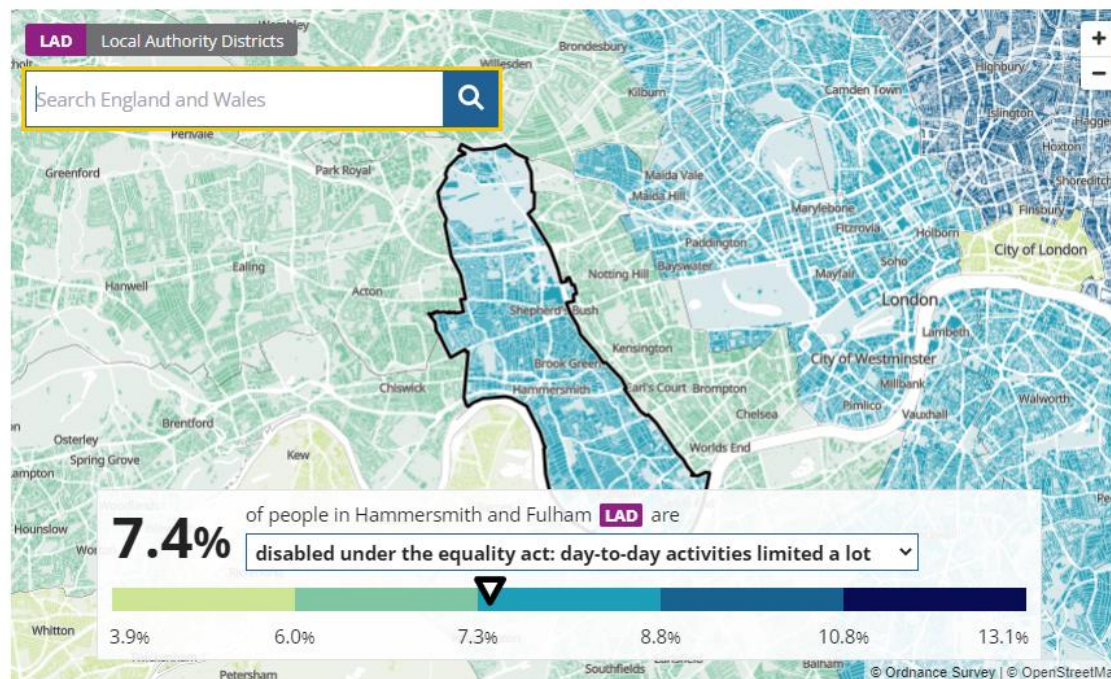 Wembley
LAD Local Authority Districts
Brondesbury
Willesden
Highbury
+
−
Search England and Wales
Kilburn
Camden Town
Islington
Perivale
Hoxton
Greenford
Park Royal
Maida Vale
Shoreditch
Maida Hill
Marylebone
Finsbury
Fitzrovia
Holborn
Paddington
City of London
Ealing
Bayswater
Soho
Hanwell
Notting Hill
Mayfair
Acton
London
Shepherd's Bush
Lambeth
Kensington
City of Westminster
Brook Green
Chiswick
Hammersmith
Earl's Court Brompton
Millbank
Pimlico
Walworth
Chelsea
Vauxhall
Brentford
Osterley
Kew
Worlds End
Spring Grove
7.4% of people in Hammersmith and Fulham LAD are
Hounslow
disabled under the equality act: day-to-day activities limited a lot
Whitton
3.9% 6.0% 7.3% 8.8% 10.8% 13.1%
Petersham
Southfields
Balham
© Ordnance Survey | © OpenStreetMa